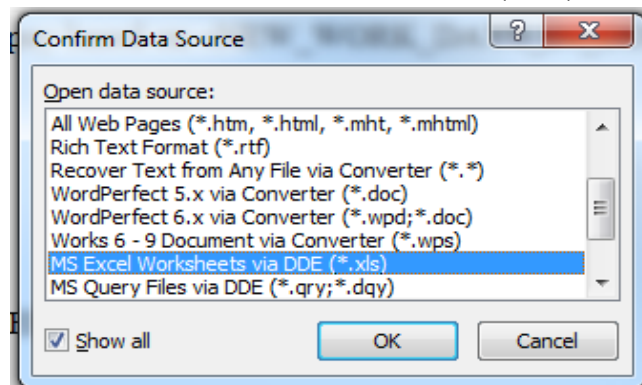 Confirm Data Source
Open data source:
All Web Pages (*.htm, *.html, *.mht, *.mhtml)
Rich Text Format (*.rtf)
Recover Text from Any File via Converter (*.*)
WordPerfect 5.x via Converter (*.doc)
WordPerfect 6.x via Converter (*.wpd;*.doc)
Works 6 - 9 Document via Converter (*.wps)
MS Excel Worksheets via DDE (*.xls)
MS Query Files via DDE (*.qry;*.dqy)
Show all
OK
Cancel